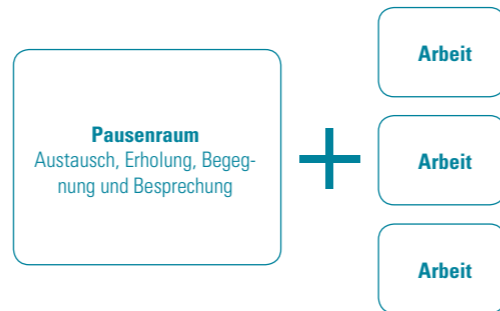 Pausenraum
Austausch, Erholung, Begeg-
nung und Besprechung
+
Arbeit
Arbeit
Arbeit